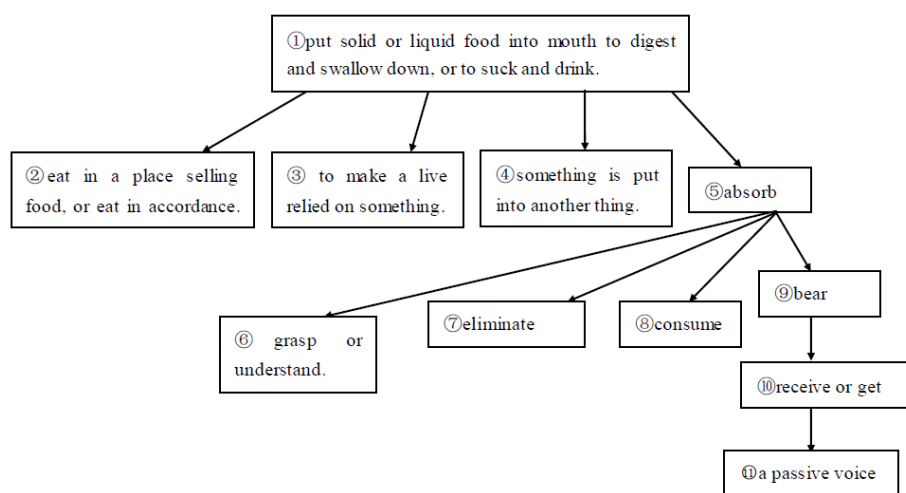 ①put solid or liquid food into mouth to digest
and swallow down, or to suck and drink.
②eat in a place selling
food, or eat in accordance.
③ to make a live
relied on something.
④something is put
into another thing.
⑤absorb
⑥ grasp or
understand.
⑦eliminate
⑧consume
⑨bear
⑩receive or get
⑪a passive voice